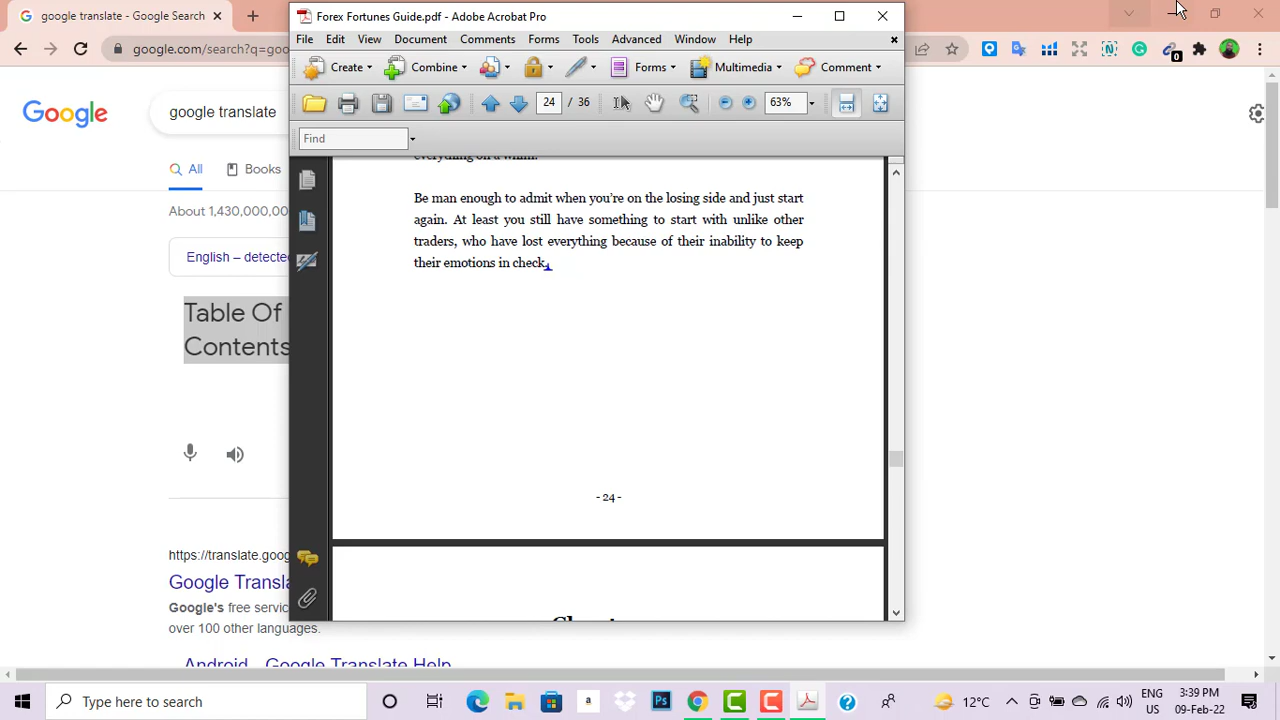 google translate - Google Search
Forex Fortunes Guide.pdf - Adobe Acrobat Pro
File Edit View Document Comments Forms Tools Advanced Window Help
google.com/search?q=goo
Create Combine Forms Multimedia Comment
24 / 36 63%
Find
Google
google translate
All Books
About 1,430,000,00
English – detecte
Table Of
Contents
everything on a whim.
Be man enough to admit when you're on the losing side and just start
again. At least you still have something to start with unlike other
traders, who have lost everything because of their inability to keep
their emotions in check.
- 24 -
https://translate.goog
Google Transla
Google's free servic
over 100 other languages.
Android - Google Translate Help
0
Type here to search
a
Ps
12°C
ENG
US
3:39 PM
09-Feb-22